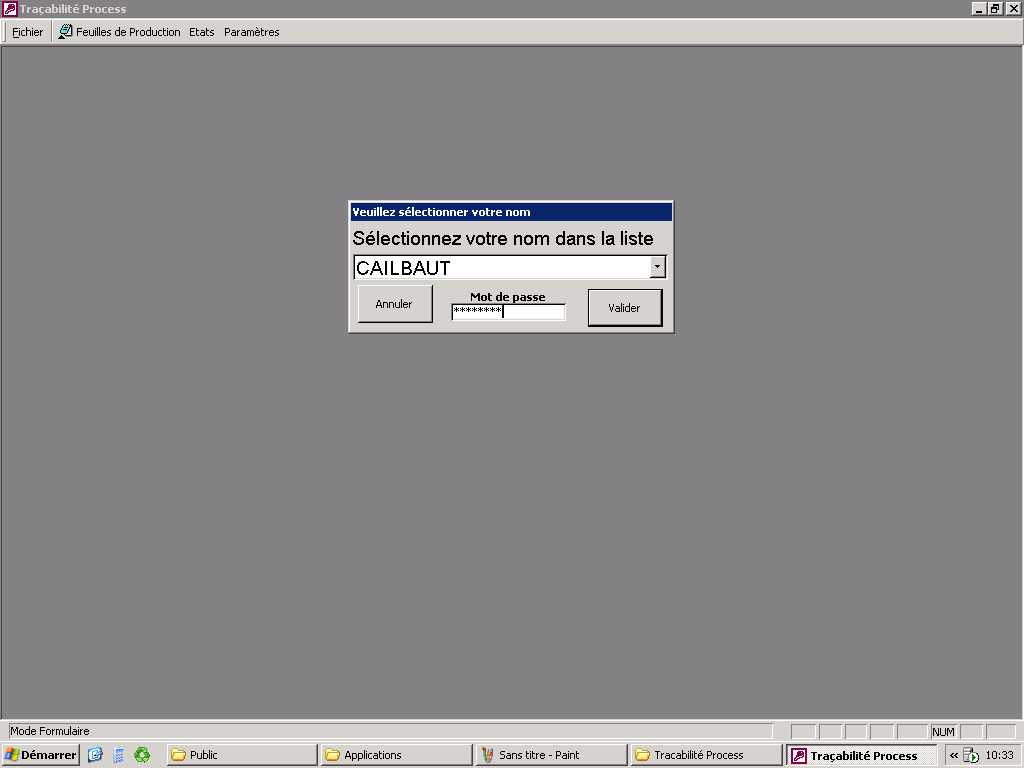 Traçabilité Process
Fichier Feuilles de Production Etats Paramètres
Veuillez sélectionner votre nom
Sélectionnez votre nom dans la liste
CAILBAUT
Annuler
Mot de passe
********
Valider
Mode Formulaire
NUM
Démarrer Public Applications Sans titre - Paint Tracabilité Process Traçabilité Process « 10:33